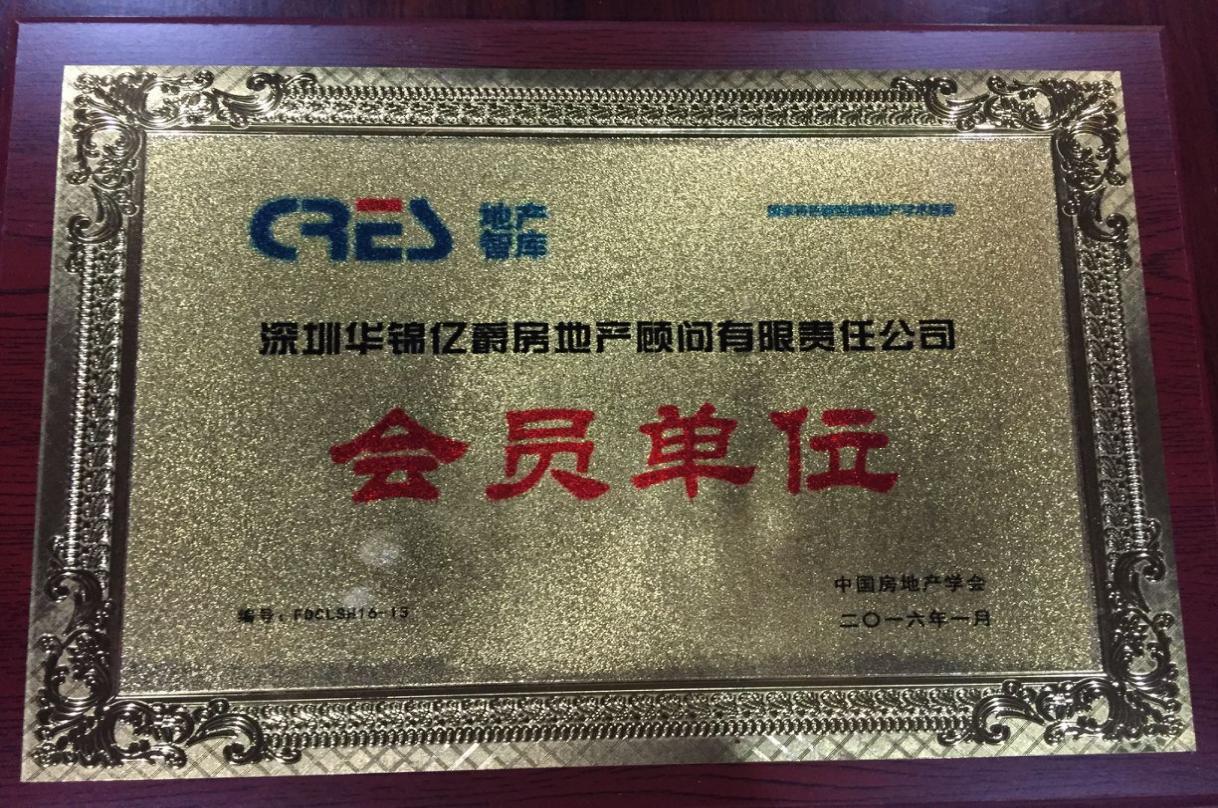 CRES 地产
智库
深圳华锦亿爵房地产顾问有限责任公司
会员单位
中国房地产学会
编号：FDCLSH16-15
二〇一六年一月